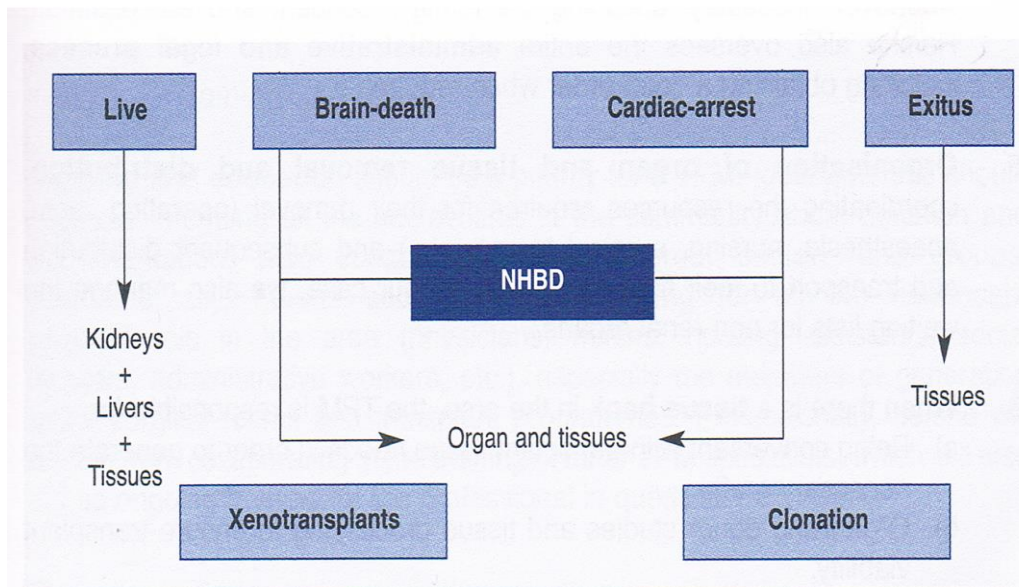 Live
Brain-death
Cardiac-arrest
Exitus
NHBD
Kidneys
+
Livers
+
Tissues
Organ and tissues
Tissues
Xenotransplants
Clonation